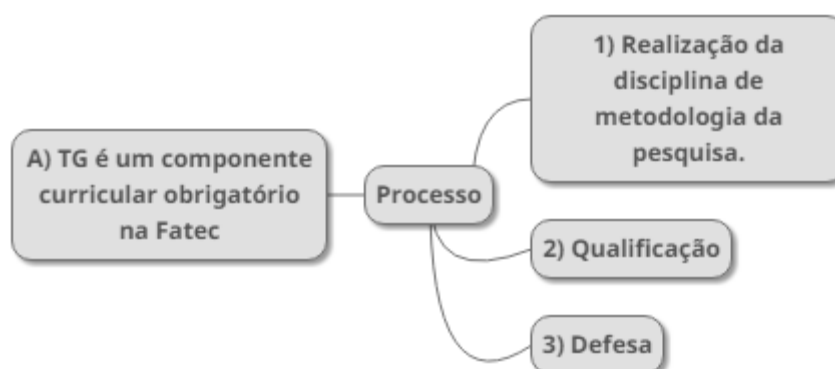 A) TG é um componente
curricular obrigatório
na Fatec
Processo
1) Realização da
disciplina de
metodologia da
pesquisa.
2) Qualificação
3) Defesa